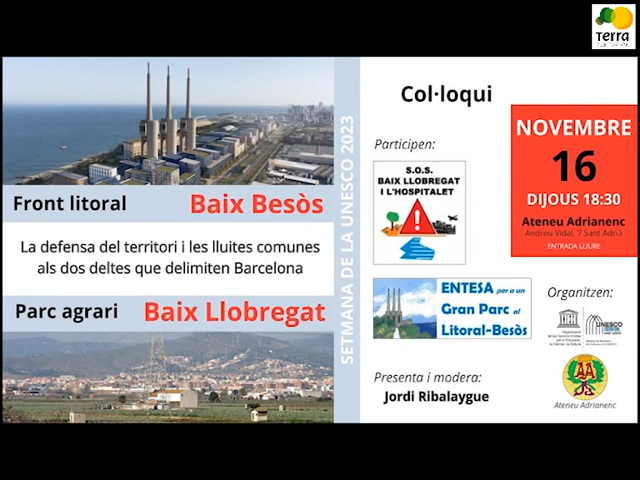 terra
Front litoral Baix Besòs
La defensa del territori i les lluites comunes
als dos deltes que delimiten Barcelona
Parc agrari Baix Llobregat
SETMANA DE LA UNESCO 2023
Col·loqui
Participen:
S.O.S.
BAIX LLOBREGAT
I L'HOSPITALET
ENTESA per a un
Gran Parc al
Litoral-Besòs
Presenta i modera:
Jordi Ribalaygue
NOVEMBRE
16
DIJOUS 18:30
Ateneu Adrianenc
Andreu Vidal, 7 Sant Adrià
ENTRADA LLIURE
Organitzen:
UNESCO
Ateneu Adrianenc